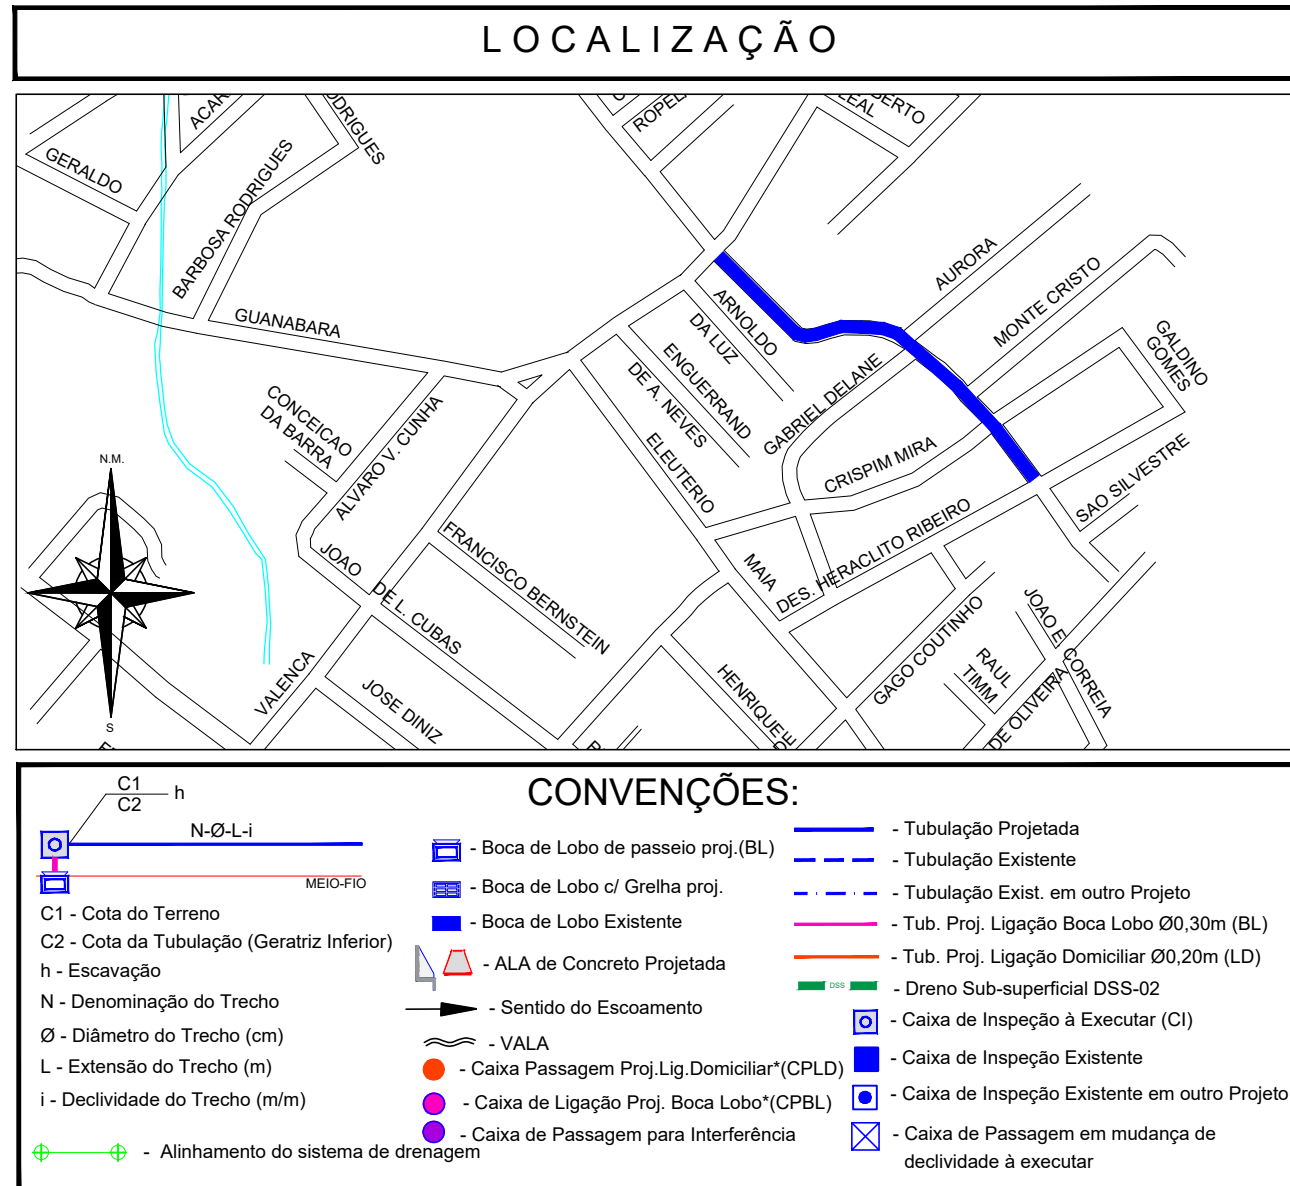 LOCALIZAÇÃO
ROPEL
LEAL
BERTO
GERALDO
BARBOSA RODRIGUES
GUANABARA
AURORA
MONTE CRISTO
GALDINO
GOMES
ARNOLDO
DA LUZ
ENGUERRAND
DE A. NEVES
GABRIEL DELANE
CRISPIM MIRA
ELEUTERIO
MAIA
DES. HERACLITO RIBEIRO
SAO SILVESTRE
CONCEICAO
DA BARRA
ALVARO V. CUNHA
FRANCISCO BERNSTEIN
JOAO DE L. CUBAS
VALENCA
JOSE DINIZ
HENRIQUE
GAGO COUTINHO
RAUL
TIMM
JOAO E. CORREIA
DE OLIVEIRA
N.M.
S
CONVENÇÕES:
C1
C2
h
N-Ø-L-i
MEIO-FIO
C1 - Cota do Terreno
C2 - Cota da Tubulação (Geratriz Inferior)
h - Escavação
N - Denominação do Trecho
Ø - Diâmetro do Trecho (cm)
L - Extensão do Trecho (m)
i - Declividade do Trecho (m/m)
- Alinhamento do sistema de drenagem
- Boca de Lobo de passeio proj.(BL)
- Boca de Lobo c/ Grelha proj.
- Boca de Lobo Existente
- ALA de Concreto Projetada
- Sentido do Escoamento
- VALA
- Caixa Passagem Proj.Lig.Domiciliar*(CPLD)
- Caixa de Ligação Proj. Boca Lobo*(CPBL)
- Caixa de Passagem para Interferência
- Tubulação Projetada
- Tubulação Existente
- Tubulação Exist. em outro Projeto
- Tub. Proj. Ligação Boca Lobo Ø0,30m (BL)
- Tub. Proj. Ligação Domiciliar Ø0,20m (LD)
DSS - Dreno Sub-superficial DSS-02
- Caixa de Inspeção à Executar (CI)
- Caixa de Inspeção Existente
- Caixa de Inspeção Existente em outro Projeto
- Caixa de Passagem em mudança de
declividade à executar